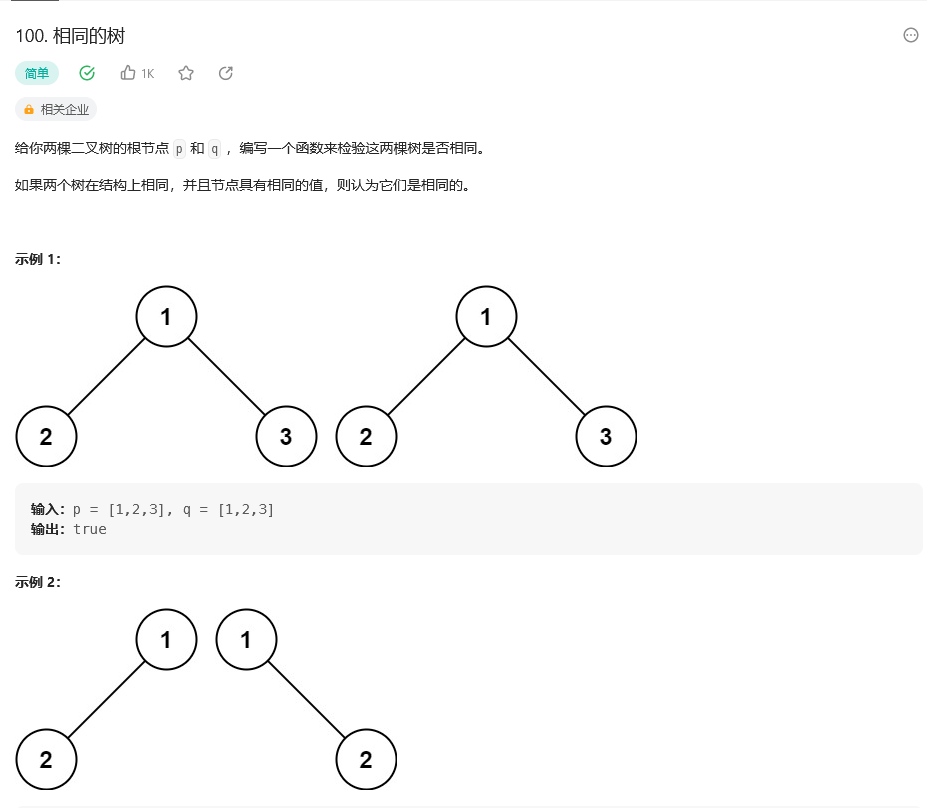 100. 相同的树
简单 1K
相关企业
给你两棵二叉树的根节点 p 和 q ，编写一个函数来检验这两棵树是否相同。
如果两个树在结构上相同，并且节点具有相同的值，则认为它们是相同的。
示例 1：
1 1
2 3 2 3
输入：p = [1,2,3], q = [1,2,3]
输出：true
示例 2：
1 1
2 2